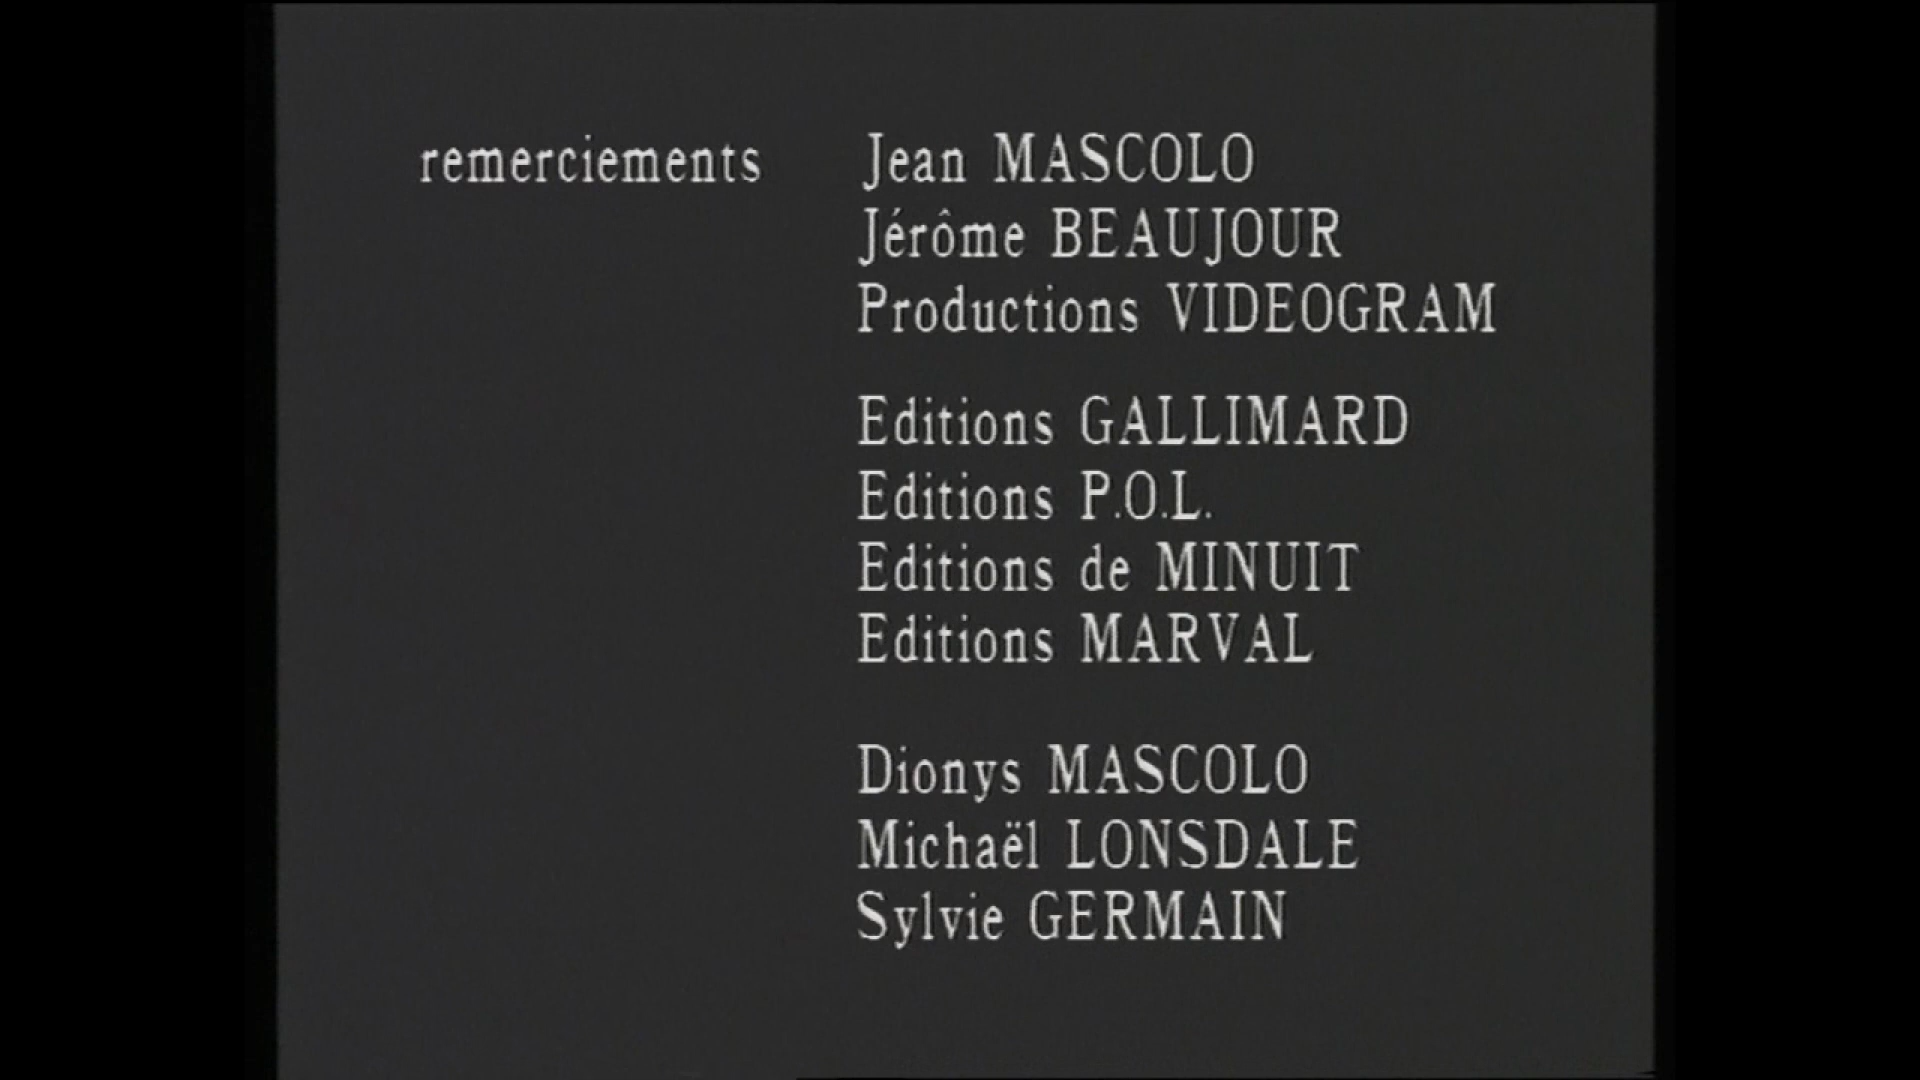 remerciements Jean MASCOLO
Jérôme BEAUJOUR
Productions VIDEOGRAM
Editions GALLIMARD
Editions P.O.L.
Editions de MINUIT
Editions MARVAL
Dionys MASCOLO
Michaël LONSDALE
Sylvie GERMAIN